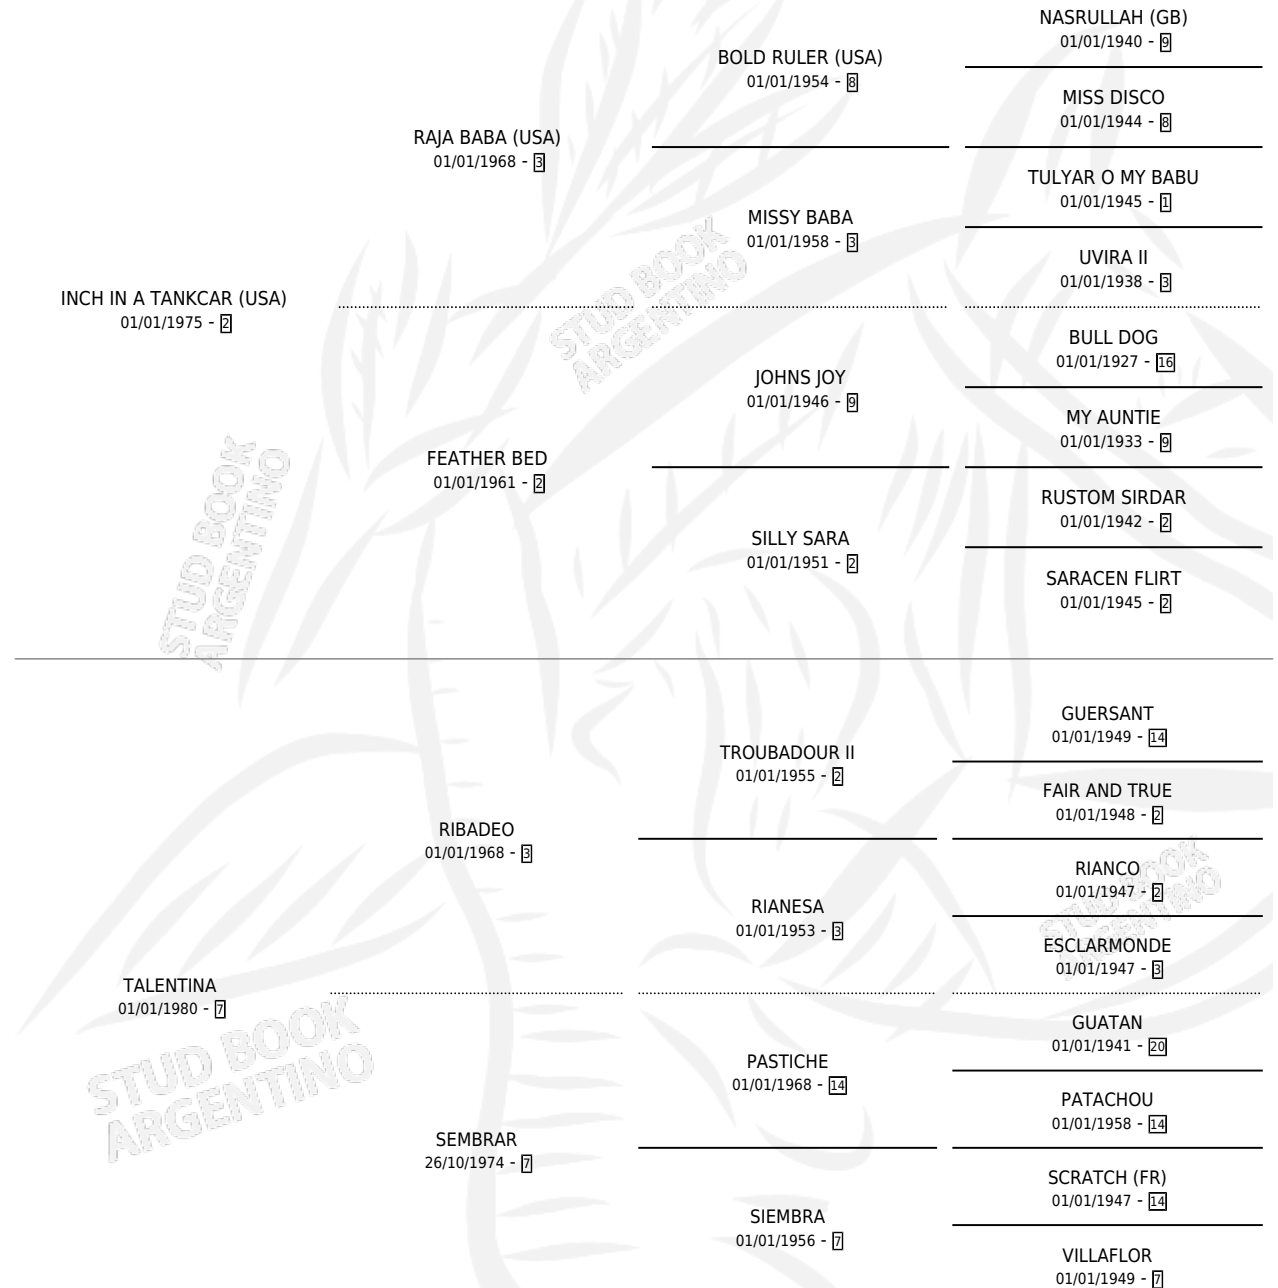 NASRULLAH (GB)
01/01/1940 - 9
BOLD RULER (USA)
01/01/1954 - 8
MISS DISCO
01/01/1944 - 8
RAJA BABA (USA)
01/01/1968 - 3
TULYAR O MY BABU
01/01/1945 - 1
MISSY BABA
01/01/1958 - 3
UVIRA II
01/01/1938 - 3
INCH IN A TANKCAR (USA)
01/01/1975 - 2
BULL DOG
01/01/1927 - 16
JOHNS JOY
01/01/1946 - 9
MY AUNTIE
01/01/1933 - 9
FEATHER BED
01/01/1961 - 2
RUSTOM SIRDAR
01/01/1942 - 2
SILLY SARA
01/01/1951 - 2
SARACEN FLIRT
01/01/1945 - 2
GUERSANT
01/01/1949 - 14
TROUBADOUR II
01/01/1955 - 2
FAIR AND TRUE
01/01/1948 - 2
RIBADEO
01/01/1968 - 3
RIANCO
01/01/1947 - 2
RIANESA
01/01/1953 - 3
ESCLARMONDE
01/01/1947 - 3
TALENTINA
01/01/1980 - 7
GUATAN
01/01/1941 - 20
PASTICHE
01/01/1968 - 14
PATACHOU
01/01/1958 - 14
SEMBRAR
26/10/1974 - 7
SCRATCH (FR)
01/01/1947 - 14
SIEMBRA
01/01/1956 - 7
VILLAFLOR
01/01/1949 - 7
STUD BOOK
ARGENTINO
STUD BOOK
ARGENTINO
STUD BOOK
ARGENTINO
STUD BOOK
ARGENTINO